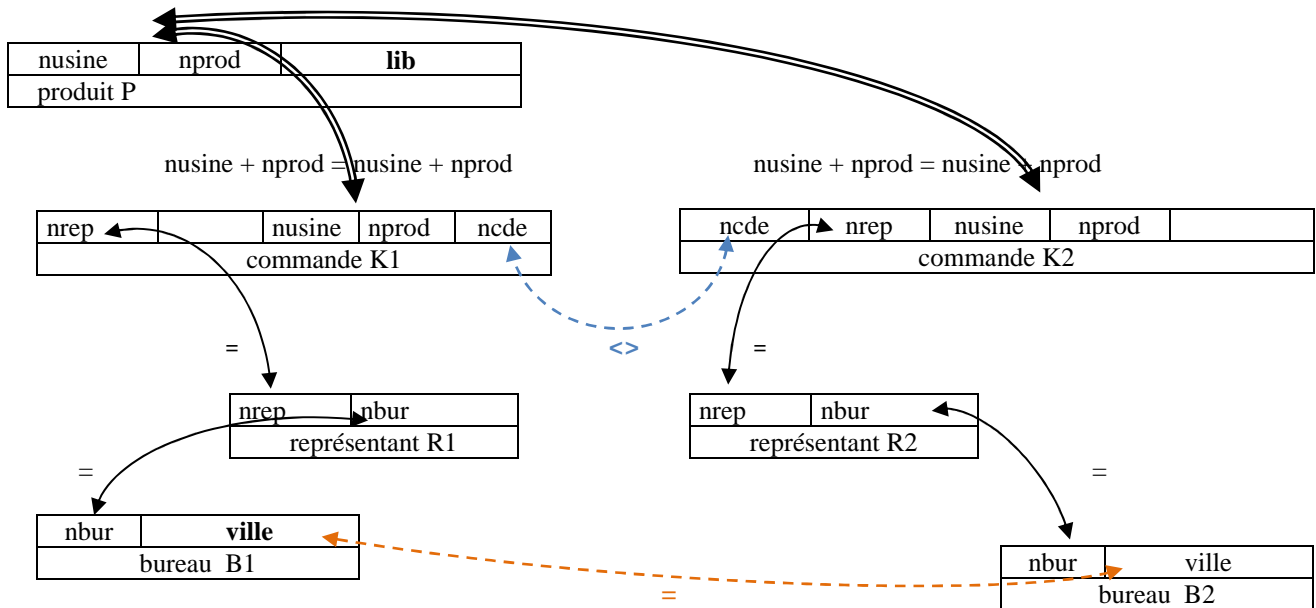 nusine nprod lib
produit P
nusine + nprod = nusine + nprod nusine + nprod = nusine + nprod
nrep nusine nprod ncde
commande K1
ncde nrep nusine nprod
commande K2
= <> =
nrep nbur
représentant R1
nrep nbur
représentant R2
= =
nbur ville
bureau B1
nbur ville
bureau B2
=